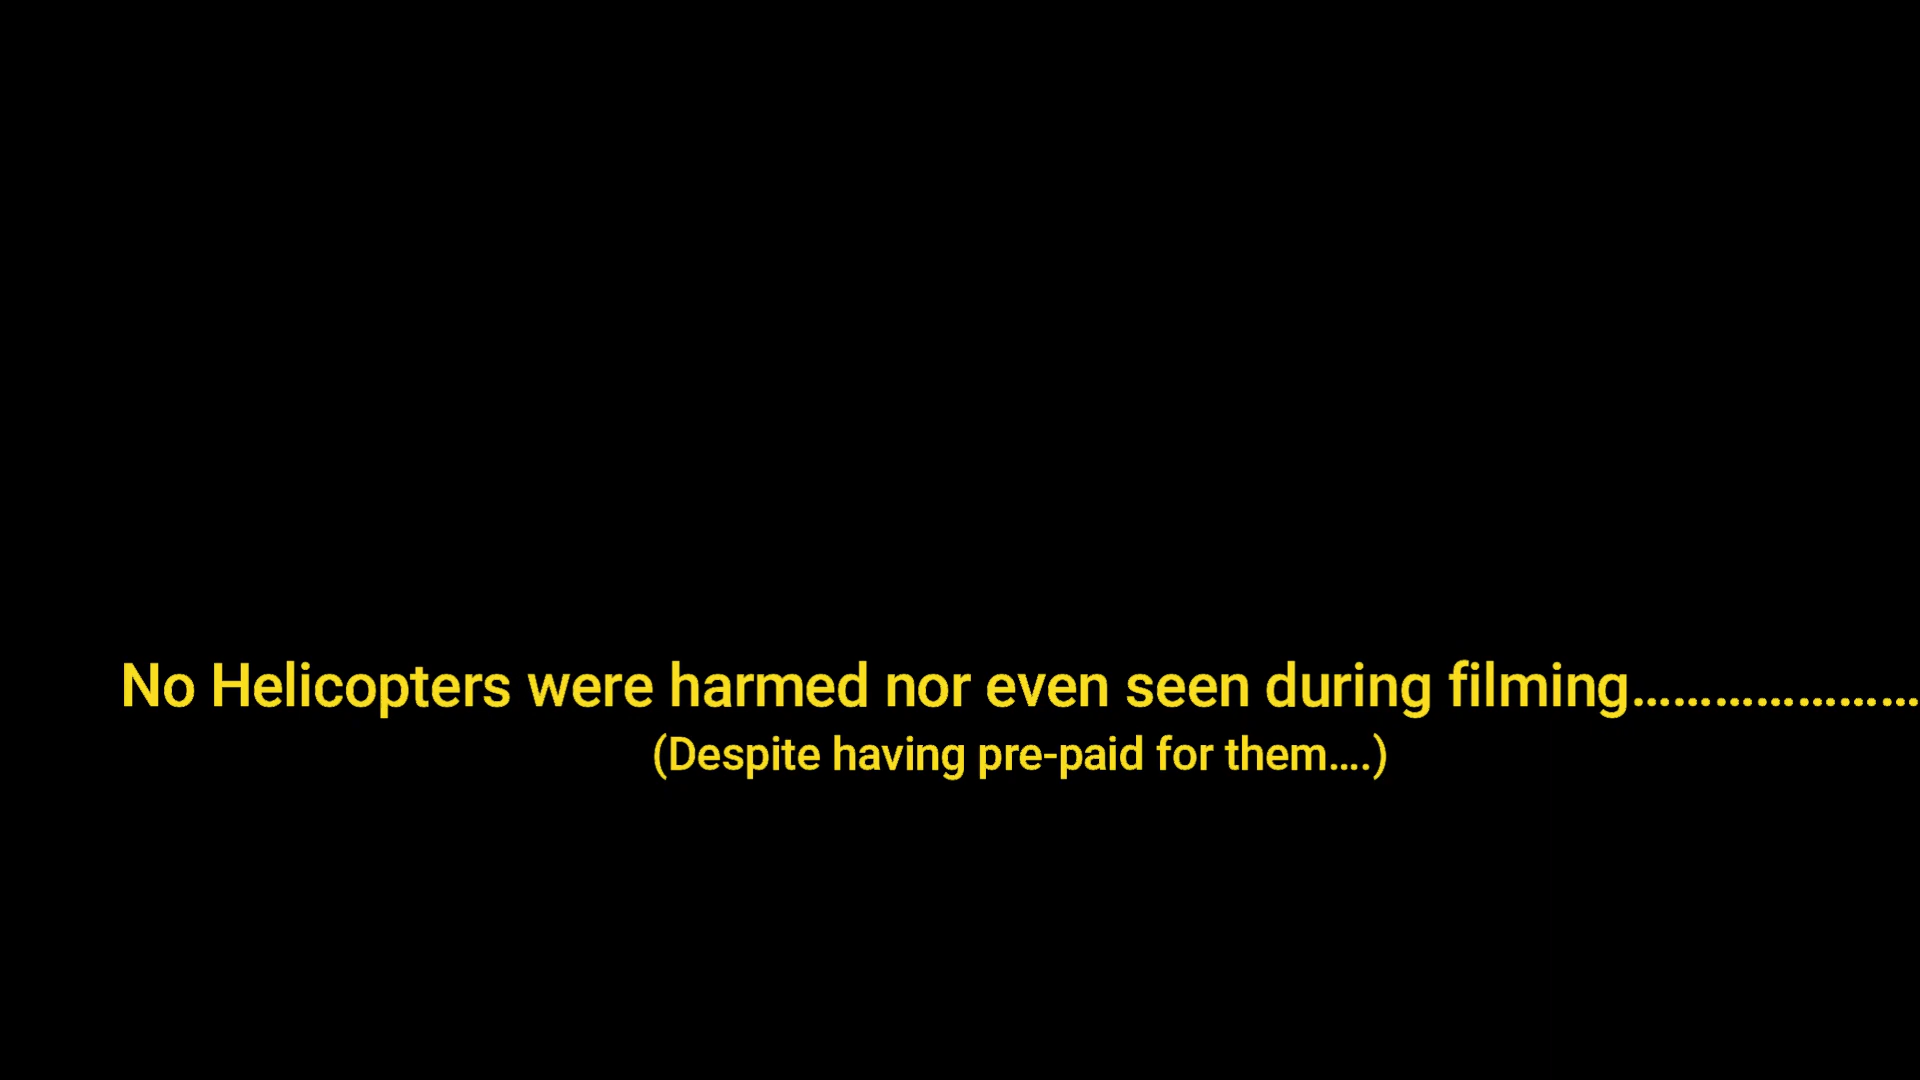 No Helicopters were harmed nor even seen during filming.....................
(Despite having pre-paid for them....)